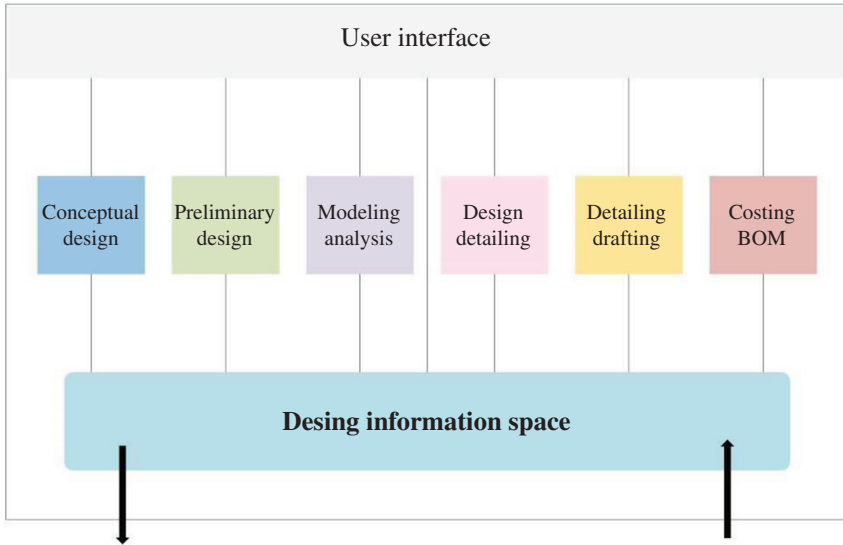 User interface
Conceptual
design
Preliminary
design
Modeling
analysis
Design
detailing
Detailing
drafting
Costing
BOM
Desing information space